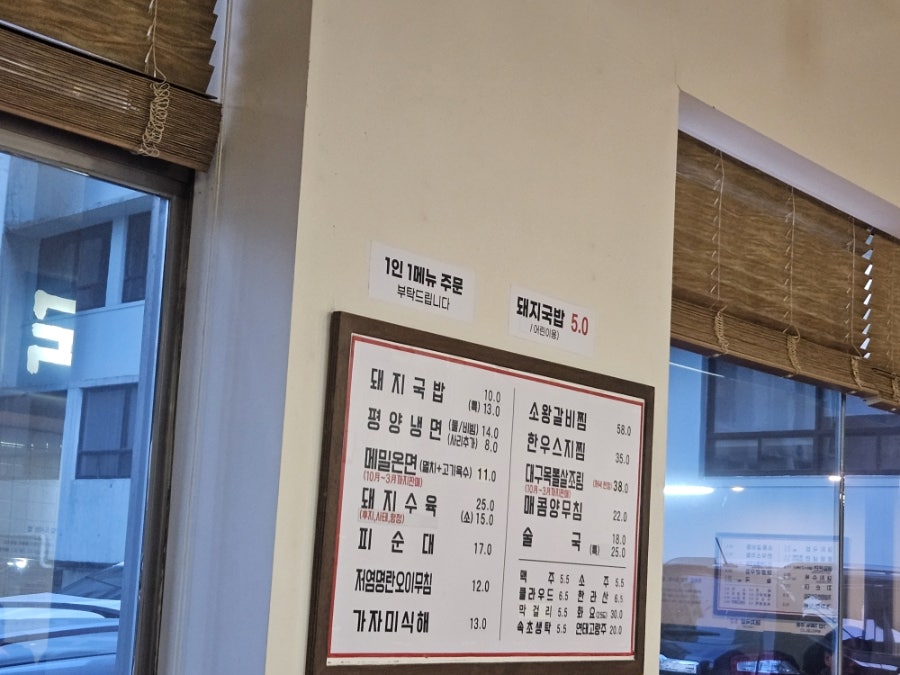 1인 1메뉴 주문
부탁드립니다
돼지국밥 5.0
/어린이용)
돼지국밥 10.0
(특) 13.0
평양냉면 (물/비빔) 14.0
(사리추가) 8.0
메밀온면 (멸치+고기육수) 11.0
(10月~3月까지판매)
돼지수육 25.0
(후지,사태,항정) (소) 15.0
피순대 17.0
저염명란오이무침 12.0
가자미식해 13.0
소왕갈비찜 58.0
한우스지찜 35.0
대구목뽈살조림 38.0
(10月~3月까지판매)
매콤양무침 22.0
술국 18.0
(특) 25.0
맥주 5.5 소주 5.5
클라우드 6.5 한라산 6.5
막걸리 5.5 화요 30.0
속초생탁 5.5 연태고량주 20.0